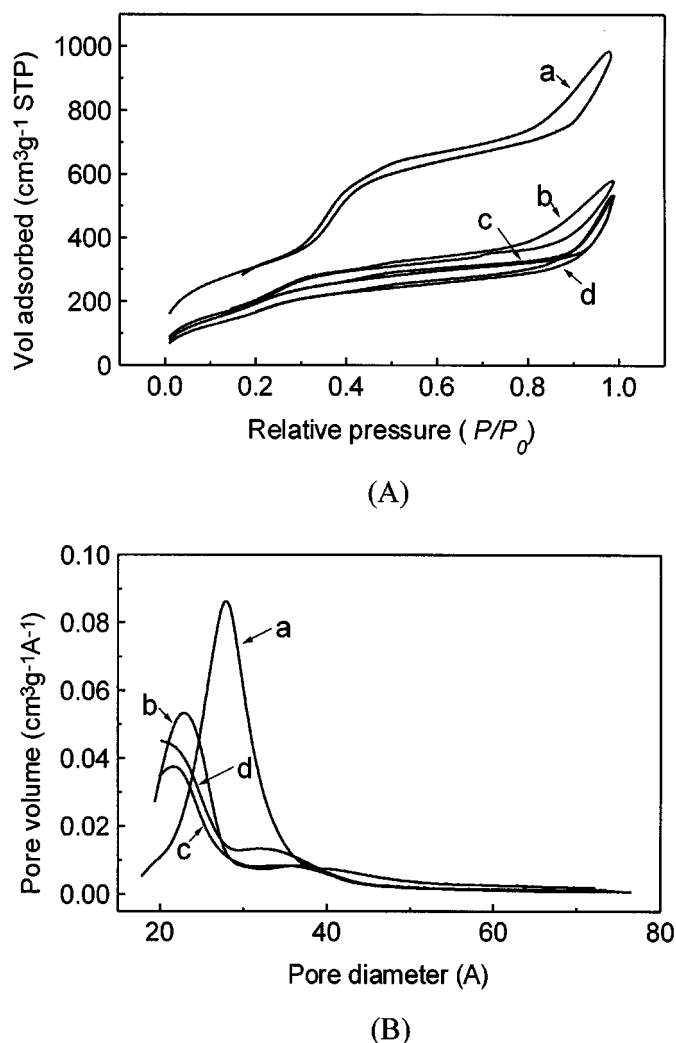 Vol adsorbed (cm³g⁻¹ STP)
1000
800
600
400
200
0
a
b
c
d
0.0 0.2 0.4 0.6 0.8 1.0
Relative pressure ( P/P₀)
(A)
Pore volume (cm³g⁻¹A⁻¹)
0.10
0.08
0.06
0.04
0.02
0.00
a
b
d
c
20 40 60 80
Pore diameter (A)
(B)